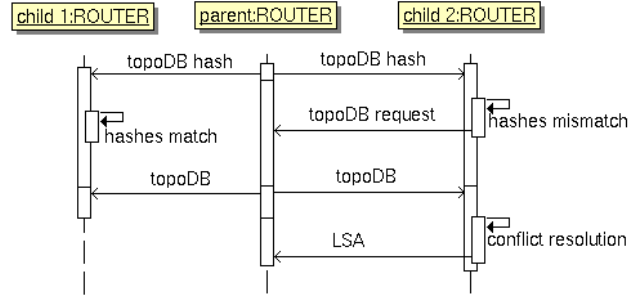 child 1:ROUTER
parent:ROUTER
child 2:ROUTER
topoDB hash
topoDB hash
topoDB request
hashes match
hashes mismatch
topoDB
topoDB
LSA
conflict resolution